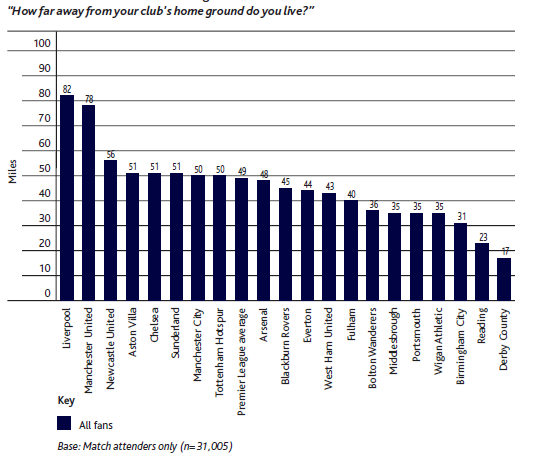 "How far away from your club's home ground do you live?"
Miles
100
90
80
70
60
50
40
30
20
10
0
82
78
56
51
51
51
50
50
49
48
45
44
43
40
36
35
35
35
31
23
17
Liverpool
Manchester United
Newcastle United
Aston Villa
Chelsea
Sunderland
Manchester City
Tottenham Hotspur
Premier League average
Arsenal
Blackburn Rovers
Everton
West Ham United
Fulham
Bolton Wanderers
Middlesbrough
Portsmouth
Wigan Athletic
Birmingham City
Reading
Derby County
Key
All fans
Base: Match attenders only (n=31,005)